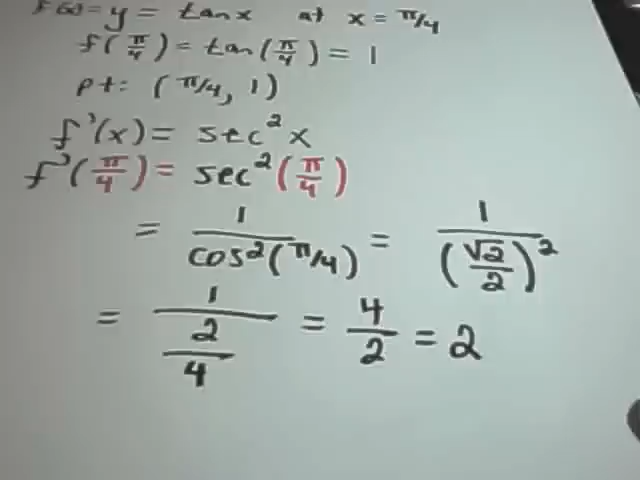 f(x)= y = tan x at x = π/4
f(π/4) = tan(π/4) = 1
pt: (π/4, 1)
f'(x) = sec² x
f'(π/4) = sec²(π/4)
= 1/cos²(π/4) = 1/(√2/2)²
= 1/(2/4) = 4/2 = 2